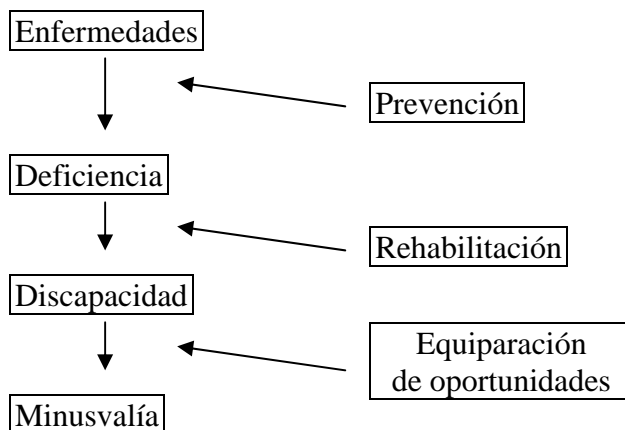 Enfermedades
Prevención
Deficiencia
Rehabilitación
Discapacidad
Equiparación
de oportunidades
Minusvalía